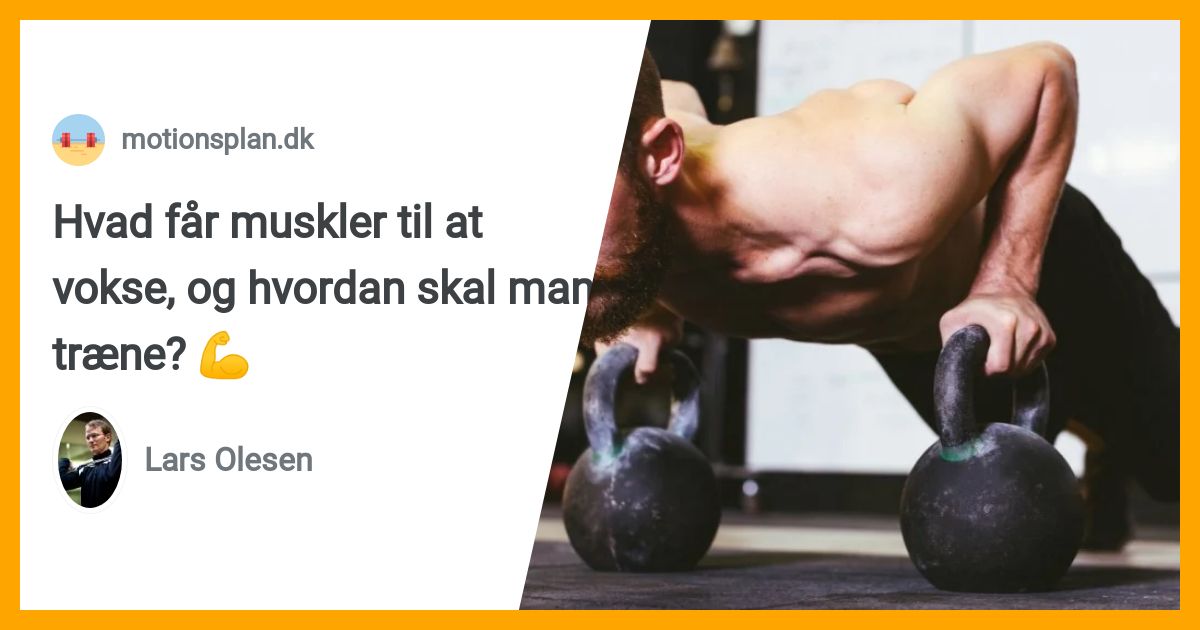 motionsplan.dk
Hvad får muskler til at
vokse, og hvordan skal man
træne? 💪
Lars Olesen